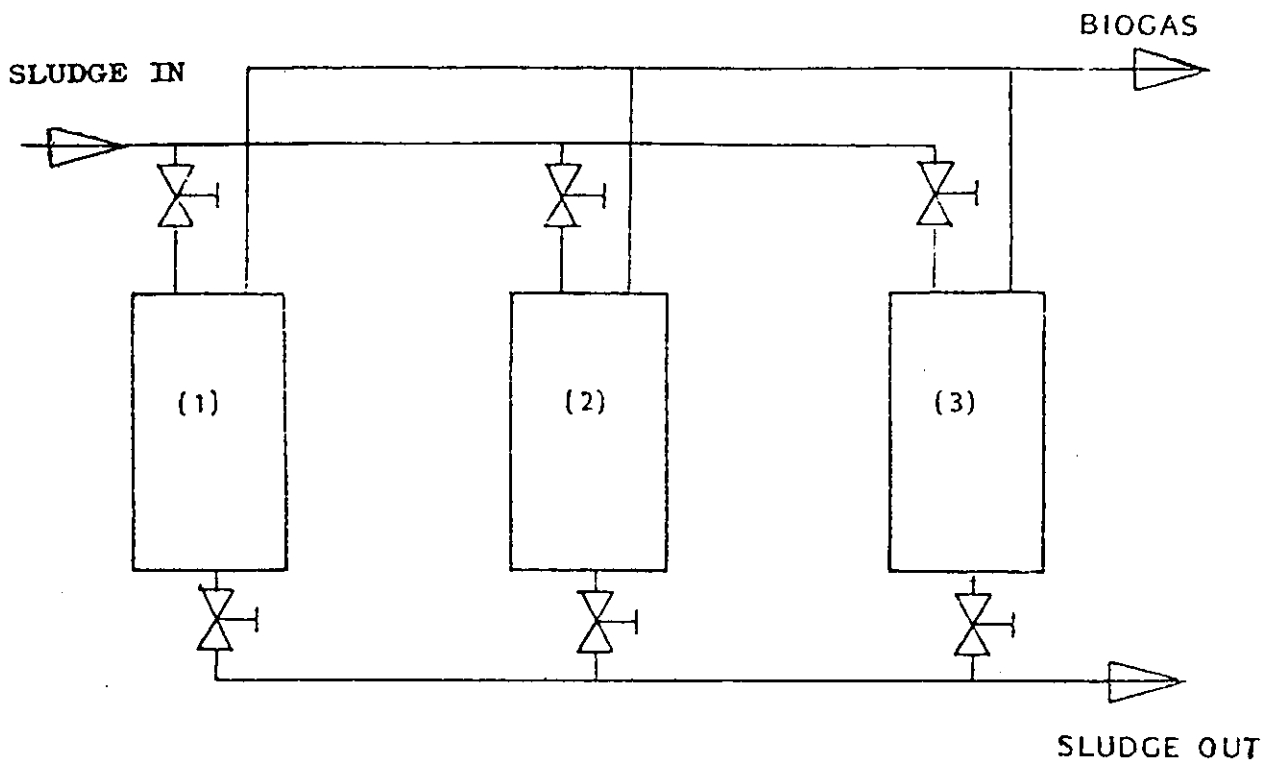 BIOGAS
SLUDGE IN
(1)
(2)
(3)
SLUDGE OUT